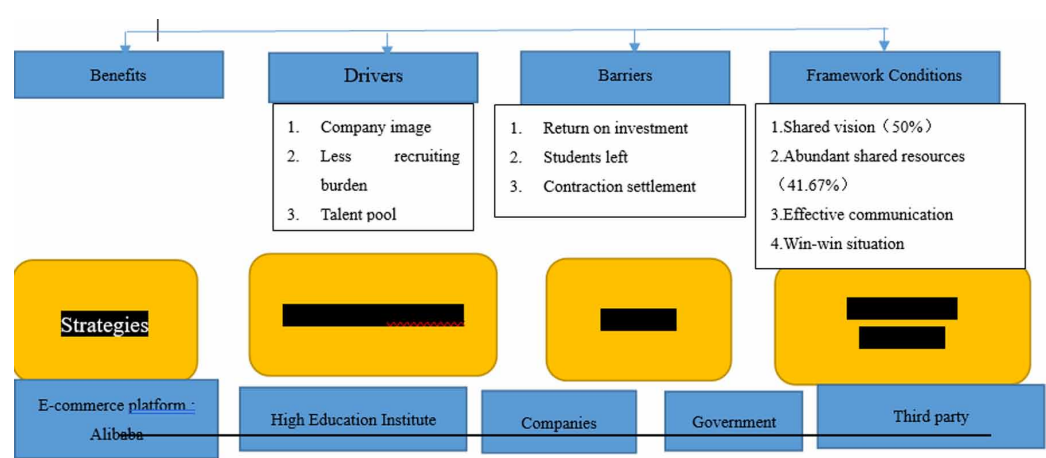 Benefits
Drivers
Barriers
Framework Conditions
1. Company image
2. Less recruiting
burden
3. Talent pool
1. Return on investment
2. Students left
3. Contraction settlement
1.Shared vision（50%）
2.Abundant shared resources
（41.67%）
3.Effective communication
4.Win-win situation
Strategies
E-commerce platform :
Alibaba
High Education Institute
Companies
Government
Third party